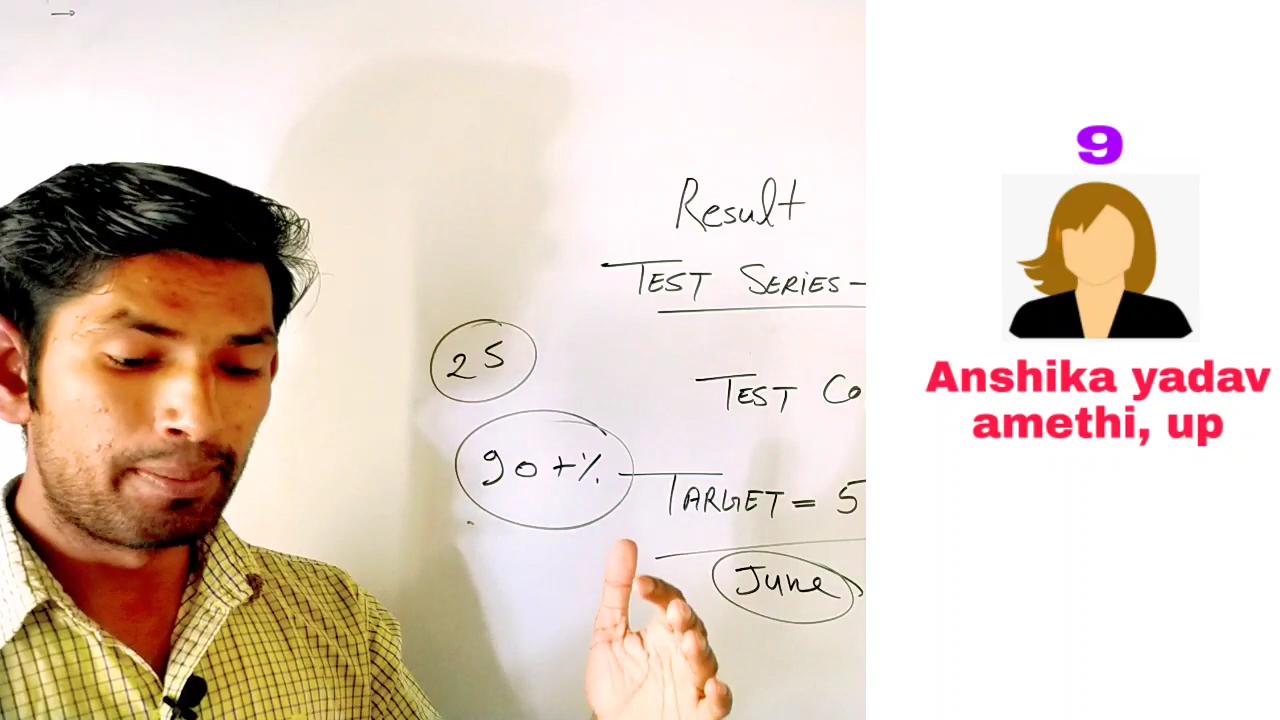 Result
TEST SERIES -
25
TEST CO
90+%
TARGET = 5
June
9
Anshika yadav
amethi, up